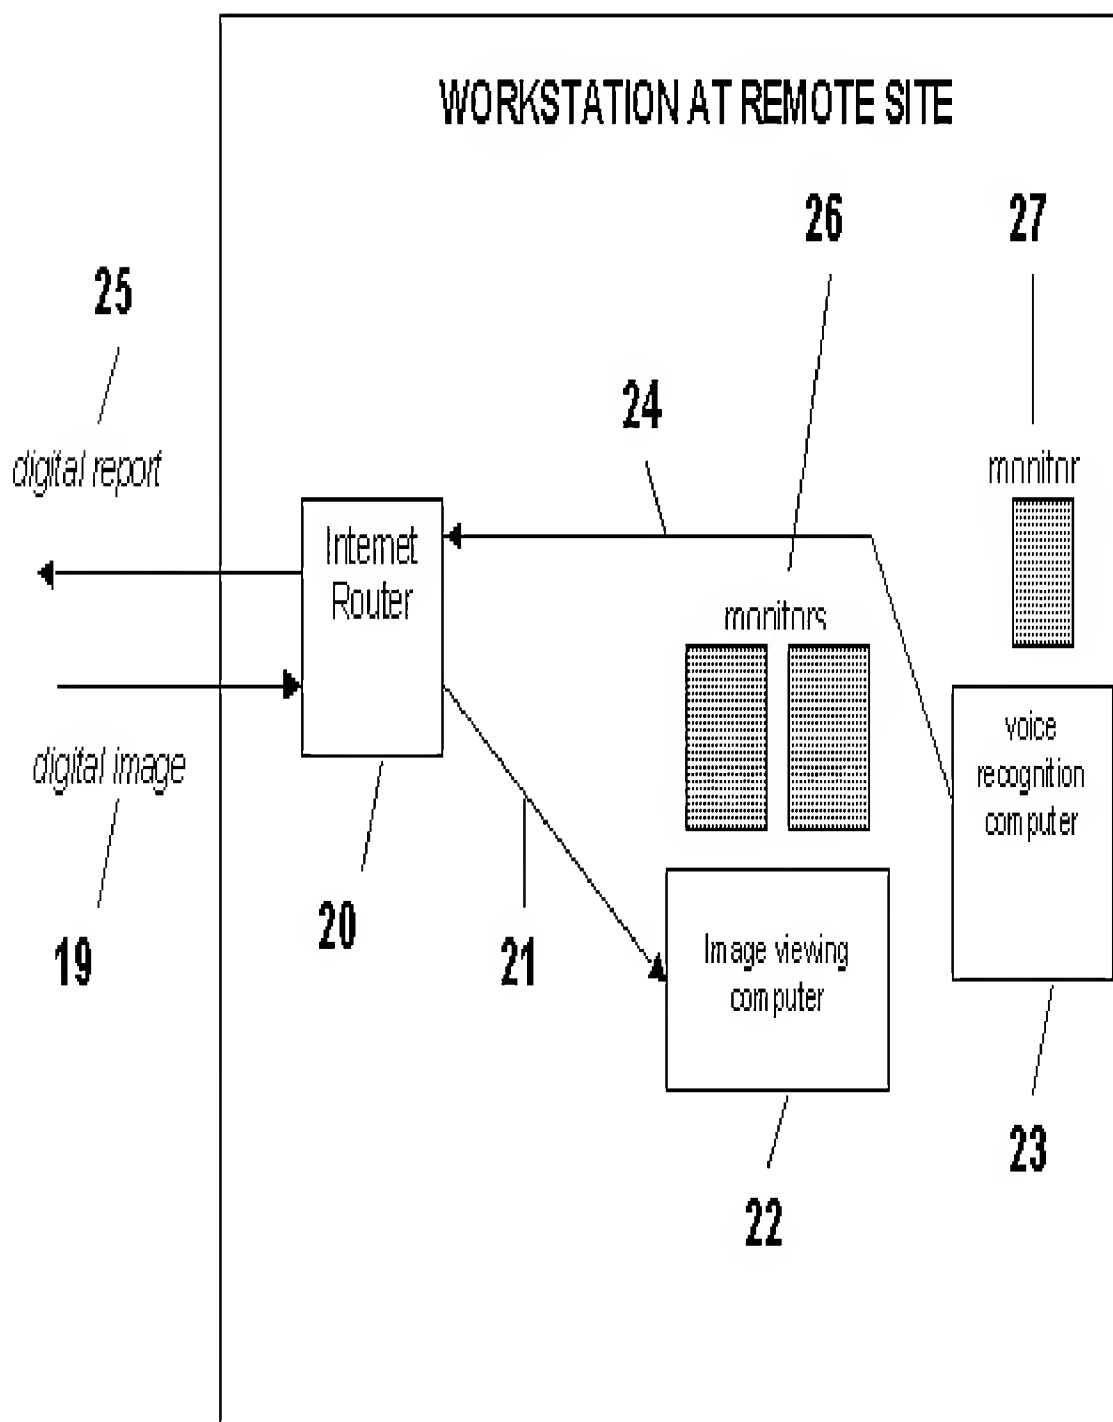 WORKSTATION AT REMOTE SITE
26
27
25
24
digital report
monitor
Internet
Router
monitors
voice
recognition
computer
digital image
20
21
19
Image viewing
computer
23
22